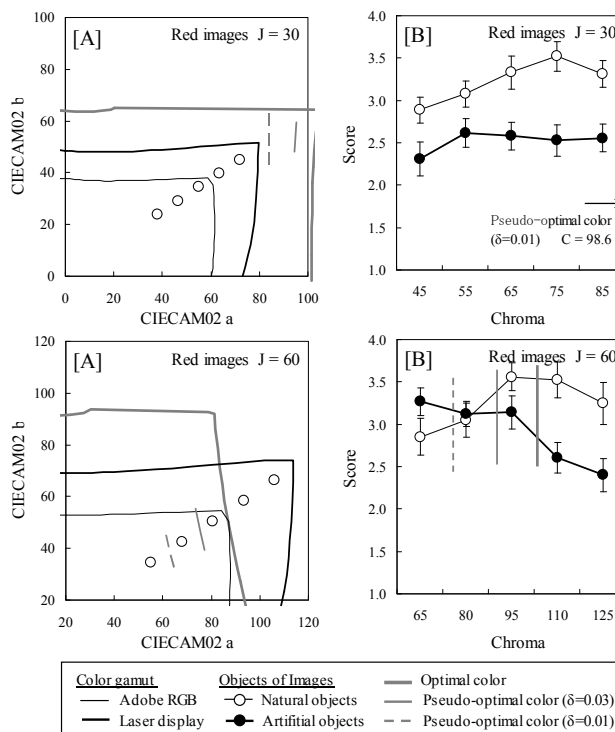 [A] Red images J = 30
120
100
80
60
40
20
0
CIECAM02 b
0 20 40 60 80 100
CIECAM02 a
[B] Red images J = 30
4.0
3.5
3.0
2.5
2.0
1.5
1.0
Score
Pseudo-optimal color
(δ=0.01) C = 98.6
45 55 65 75 85
Chroma
[A] Red images J = 60
120
100
80
60
40
20
CIECAM02 b
20 40 60 80 100 120
CIECAM02 a
[B] Red images J = 60
4.0
3.5
3.0
2.5
2.0
1.5
1.0
Score
65 80 95 110 125
Chroma
Color gamut
Adobe RGB
Laser display
Objects of Images
Natural objects
Artifitial objects
Optimal color
Pseudo-optimal color (δ=0.03)
Pseudo-optimal color (δ=0.01)